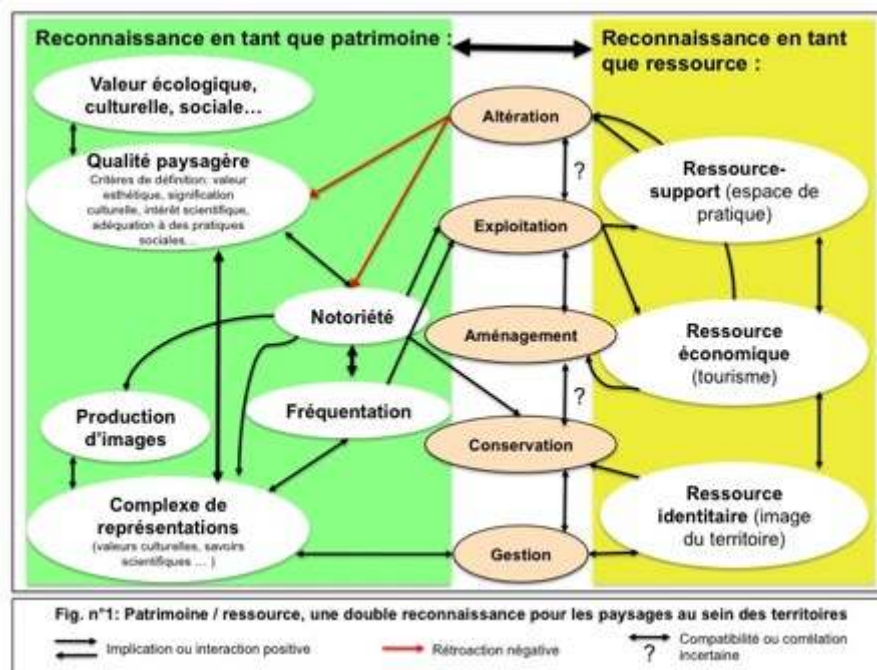 Reconnaissance en tant que patrimoine :
Reconnaissance en tant
que ressource :
Valeur écologique,
culturelle, sociale…
Qualité paysagère
Critères de définition: valeur
esthétique, signification
culturelle, intérêt scientifique,
adéquation à des pratiques
sociales…
Notoriété
Fréquentation
Production
d'images
Complexe de
représentations
(valeurs culturelles, savoirs
scientifiques … )
Altération
?
Exploitation
Aménagement
?
Conservation
Gestion
Ressource-
support (espace de
pratique)
Ressource
économique
(tourisme)
Ressource
identitaire (image
du territoire)
Fig. n°1: Patrimoine / ressource, une double reconnaissance pour les paysages au sein des territoires
Implication ou interaction positive
Rétroaction négative
?
Compatibilité ou corrélation
incertaine